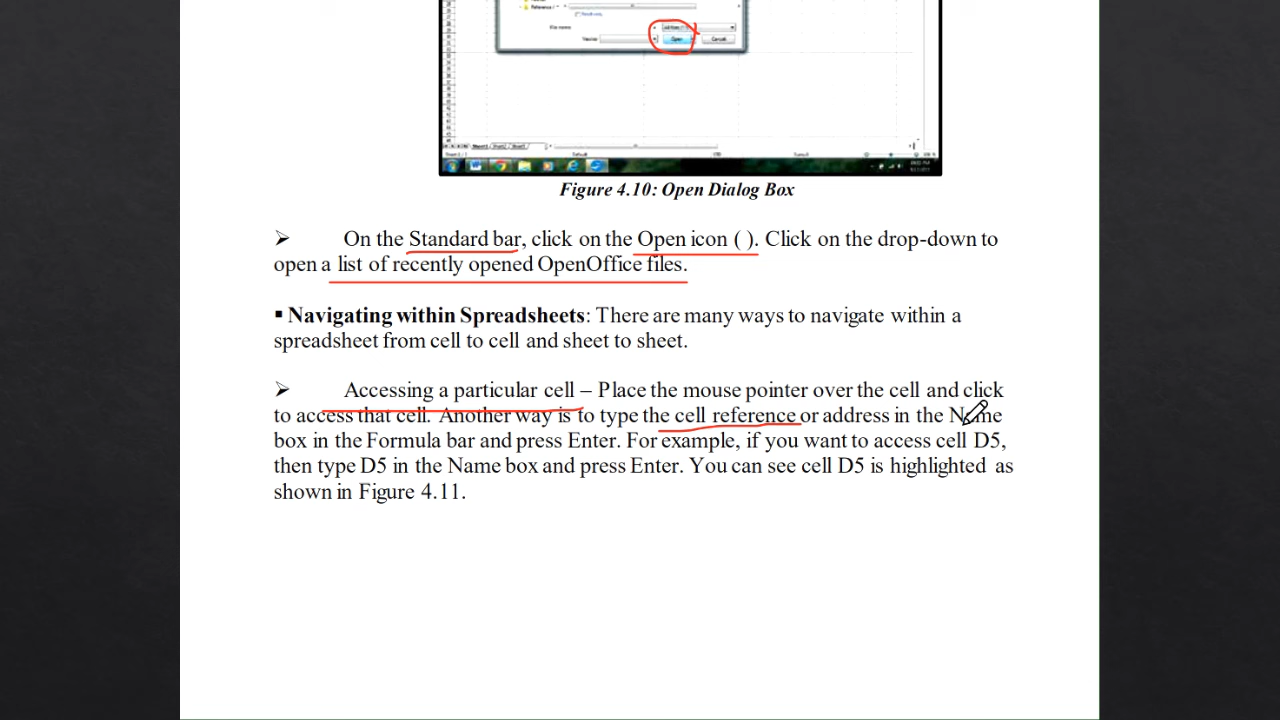 Open
Cancel
Figure 4.10: Open Dialog Box
➢ On the Standard bar, click on the Open icon ( ). Click on the drop-down to
open a list of recently opened OpenOffice files.
▪ Navigating within Spreadsheets: There are many ways to navigate within a
spreadsheet from cell to cell and sheet to sheet.
➢ Accessing a particular cell – Place the mouse pointer over the cell and click
to access that cell. Another way is to type the cell reference or address in the Name
box in the Formula bar and press Enter. For example, if you want to access cell D5,
then type D5 in the Name box and press Enter. You can see cell D5 is highlighted as
shown in Figure 4.11.